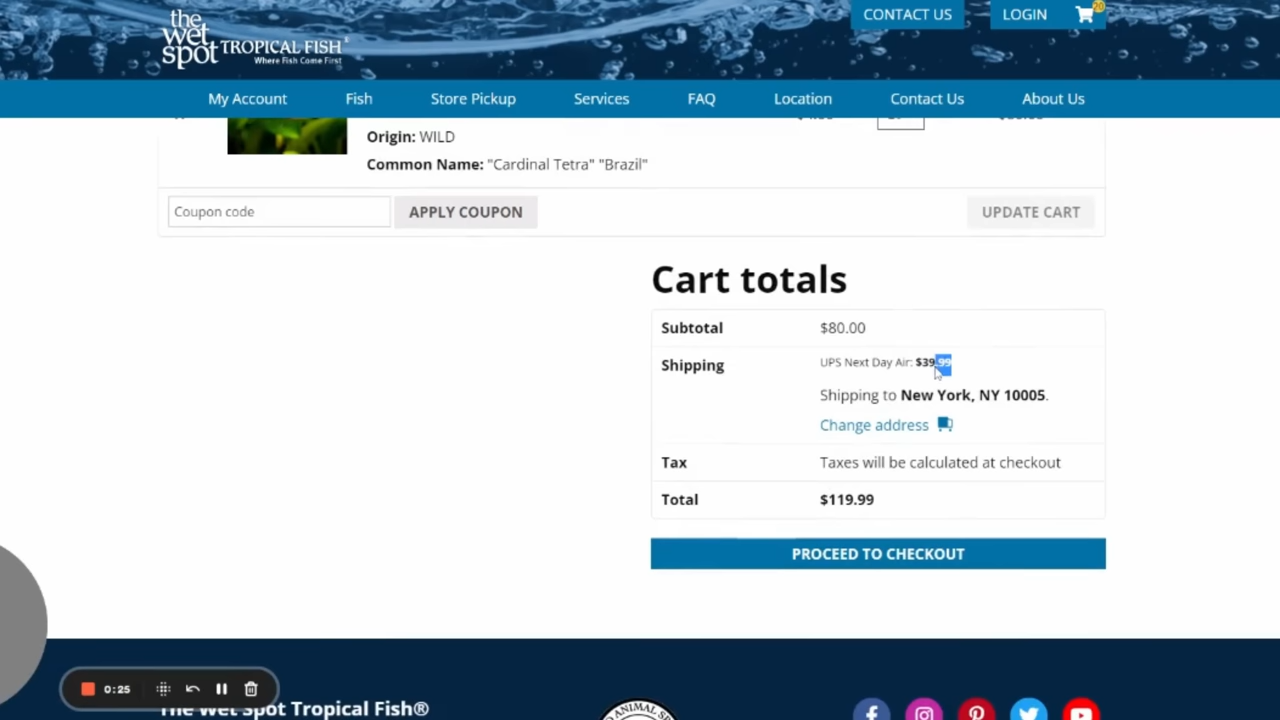 the
wet
spot TROPICAL FISH
Where Fish Come First
CONTACT US
LOGIN
20
My Account
Fish
Store Pickup
Services
FAQ
Location
Contact Us
About Us
Origin: WILD
Common Name: "Cardinal Tetra" "Brazil"
Coupon code
APPLY COUPON
UPDATE CART
Cart totals
Subtotal $80.00
Shipping UPS Next Day Air: $39.99
Shipping to New York, NY 10005.
Change address
Tax Taxes will be calculated at checkout
Total $119.99
PROCEED TO CHECKOUT
0:25
The Wet Spot Tropical Fish®